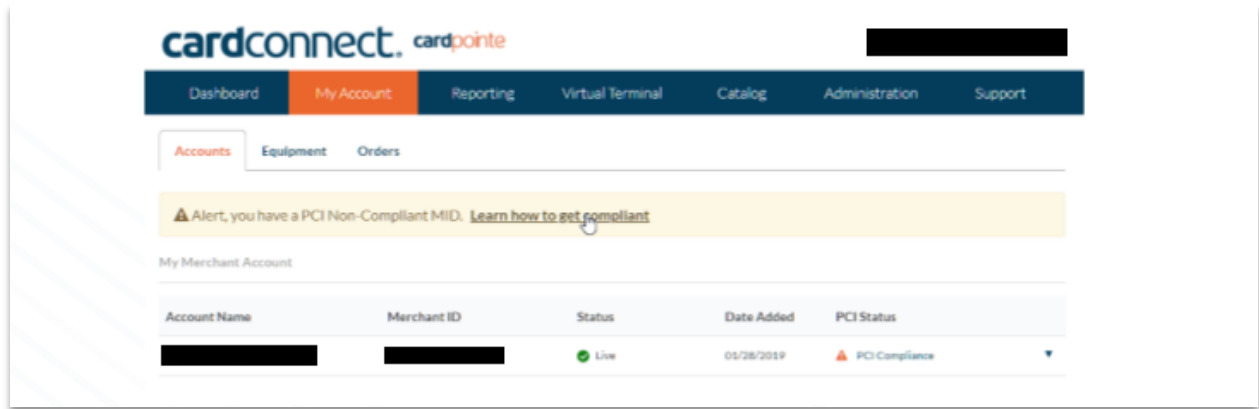 cardconnect. cardpointe
Dashboard My Account Reporting Virtual Terminal Catalog Administration Support
Accounts Equipment Orders
Alert, you have a PCI Non-Compliant MID. Learn how to get compliant
My Merchant Account
Account Name Merchant ID Status Date Added PCI Status
Live 01/28/2019 PCI Compliance